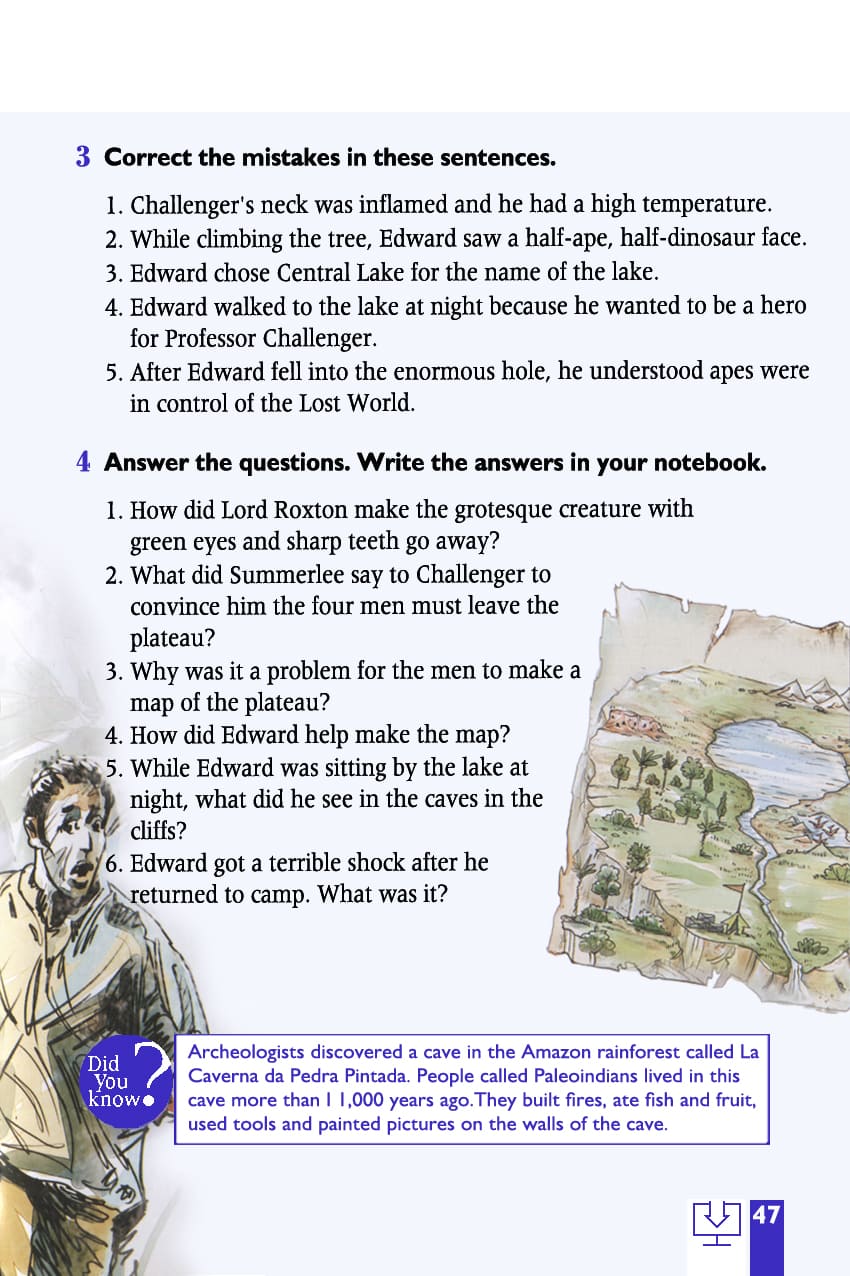 3 Correct the mistakes in these sentences.
1. Challenger's neck was inflamed and he had a high temperature.
2. While climbing the tree, Edward saw a half-ape, half-dinosaur face.
3. Edward chose Central Lake for the name of the lake.
4. Edward walked to the lake at night because he wanted to be a hero
for Professor Challenger.
5. After Edward fell into the enormous hole, he understood apes were
in control of the Lost World.
4 Answer the questions. Write the answers in your notebook.
1. How did Lord Roxton make the grotesque creature with
green eyes and sharp teeth go away?
2. What did Summerlee say to Challenger to
convince him the four men must leave the
plateau?
3. Why was it a problem for the men to make a
map of the plateau?
4. How did Edward help make the map?
5. While Edward was sitting by the lake at
night, what did he see in the caves in the
cliffs?
6. Edward got a terrible shock after he
returned to camp. What was it?
Did
You
know?
Archeologists discovered a cave in the Amazon rainforest called La
Caverna da Pedra Pintada. People called Paleoindians lived in this
cave more than 11,000 years ago.They built fires, ate fish and fruit,
used tools and painted pictures on the walls of the cave.
47